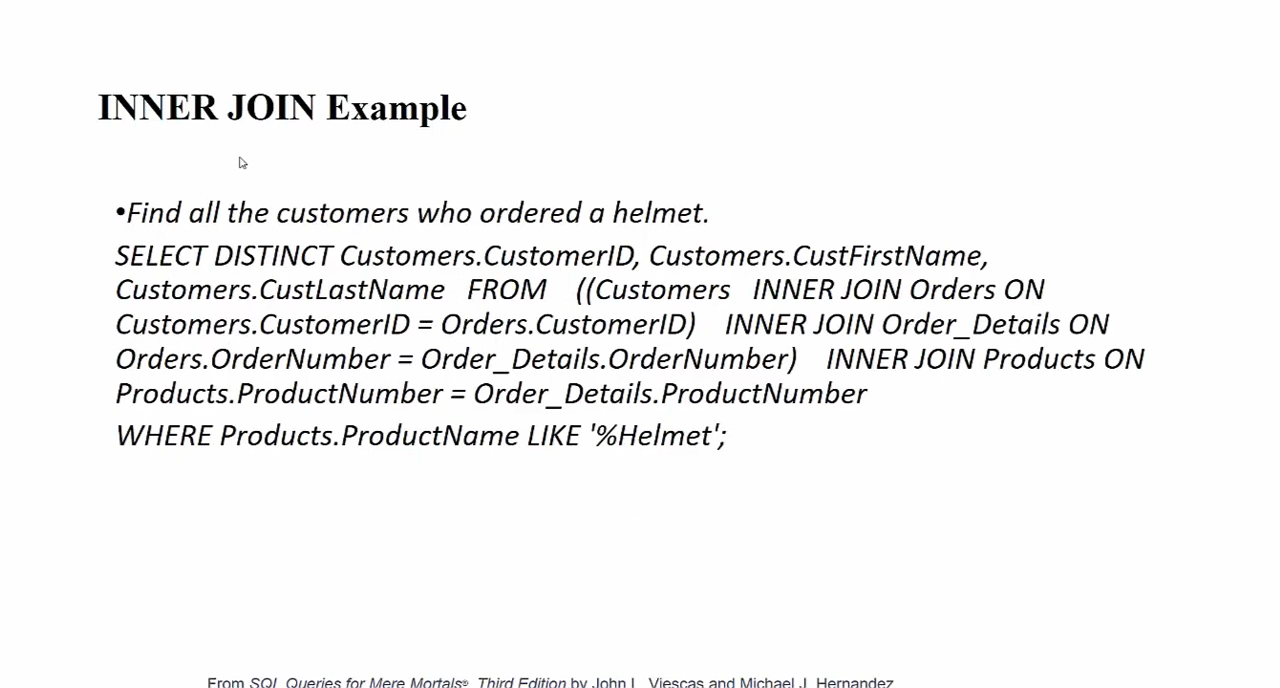 INNER JOIN Example
•Find all the customers who ordered a helmet.
SELECT DISTINCT Customers.CustomerID, Customers.CustFirstName,
Customers.CustLastName FROM ((Customers INNER JOIN Orders ON
Customers.CustomerID = Orders.CustomerID) INNER JOIN Order_Details ON
Orders.OrderNumber = Order_Details.OrderNumber) INNER JOIN Products ON
Products.ProductNumber = Order_Details.ProductNumber
WHERE Products.ProductName LIKE '%Helmet';
From SQL Queries for Mere Mortals® Third Edition by John L. Viescas and Michael J. Hernandez